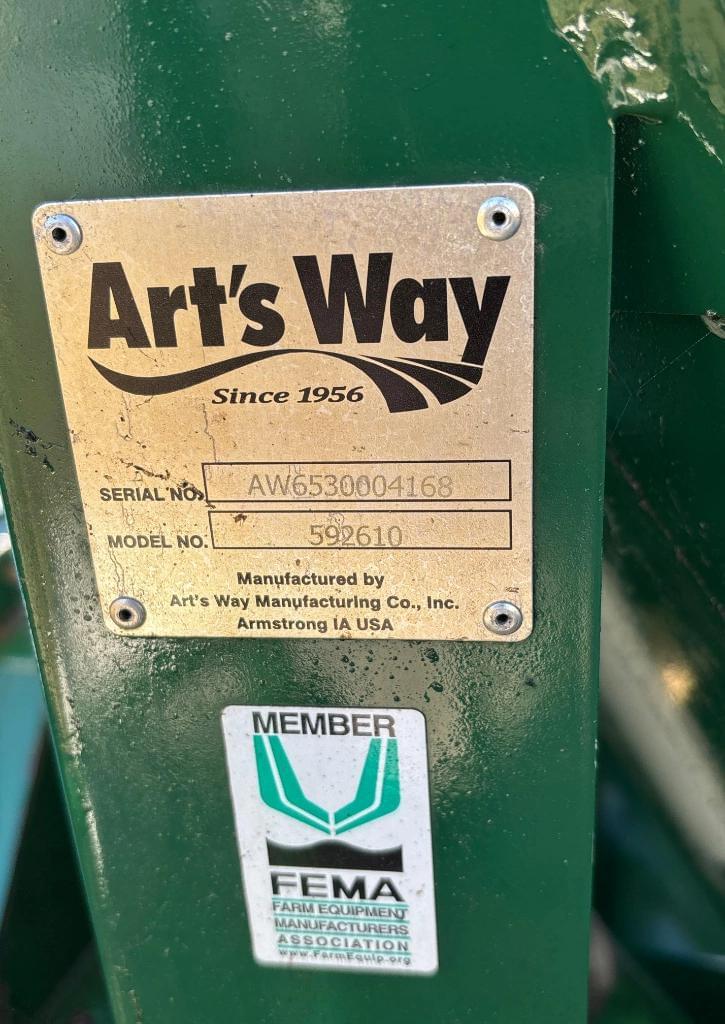 Art's Way
Since 1956
SERIAL NO. AW6530004168
MODEL NO. 592610
Manufactured by
Art's Way Manufacturing Co., Inc.
Armstrong IA USA
MEMBER
FEMA
FARM EQUIPMENT
MANUFACTURERS
ASSOCIATION
www.FarmEquip.org